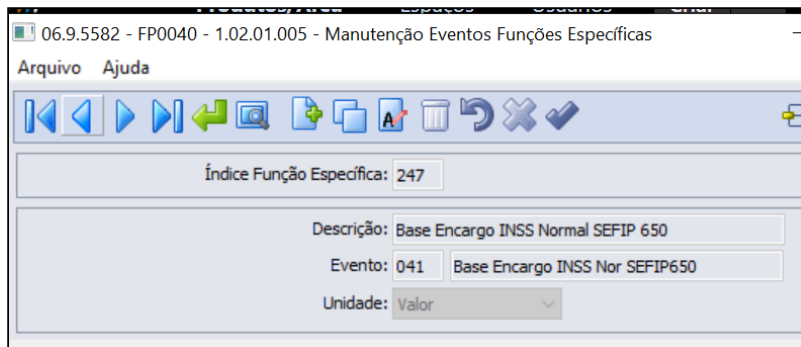 06.9.5582 - FP0040 - 1.02.01.005 - Manutenção Eventos Funções Específicas
Arquivo Ajuda
Índice Função Específica: 247
Descrição: Base Encargo INSS Normal SEFIP 650
Evento: 041 Base Encargo INSS Nor SEFIP650
Unidade: Valor